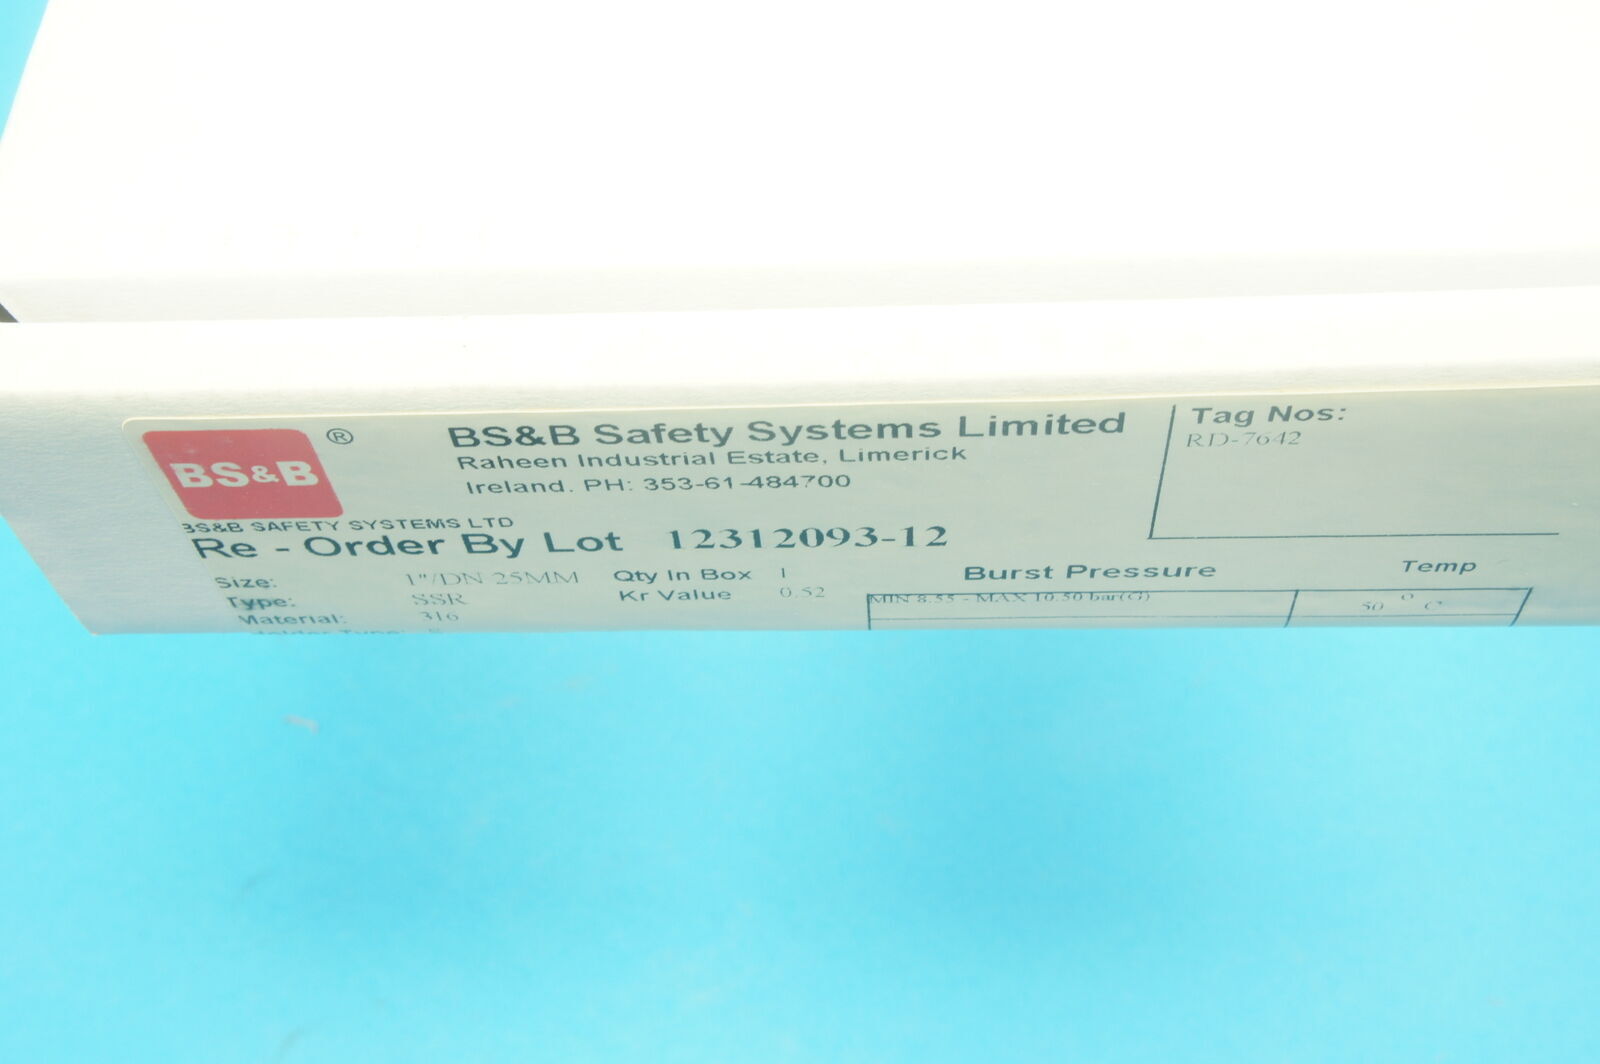 BS&B ®
BS&B SAFETY SYSTEMS LTD
BS&B Safety Systems Limited
Raheen Industrial Estate, Limerick
Ireland. PH: 353-61-484700
Tag Nos:
RD-7642
Re - Order By Lot 12312093-12
Size: 1"/DN 25MM Qty In Box 1
Type: SSR Kr Value 0.52
Material: 316
Burst Pressure Temp
MIN 8.55 - MAX 10.50 bar(G) 50 °C